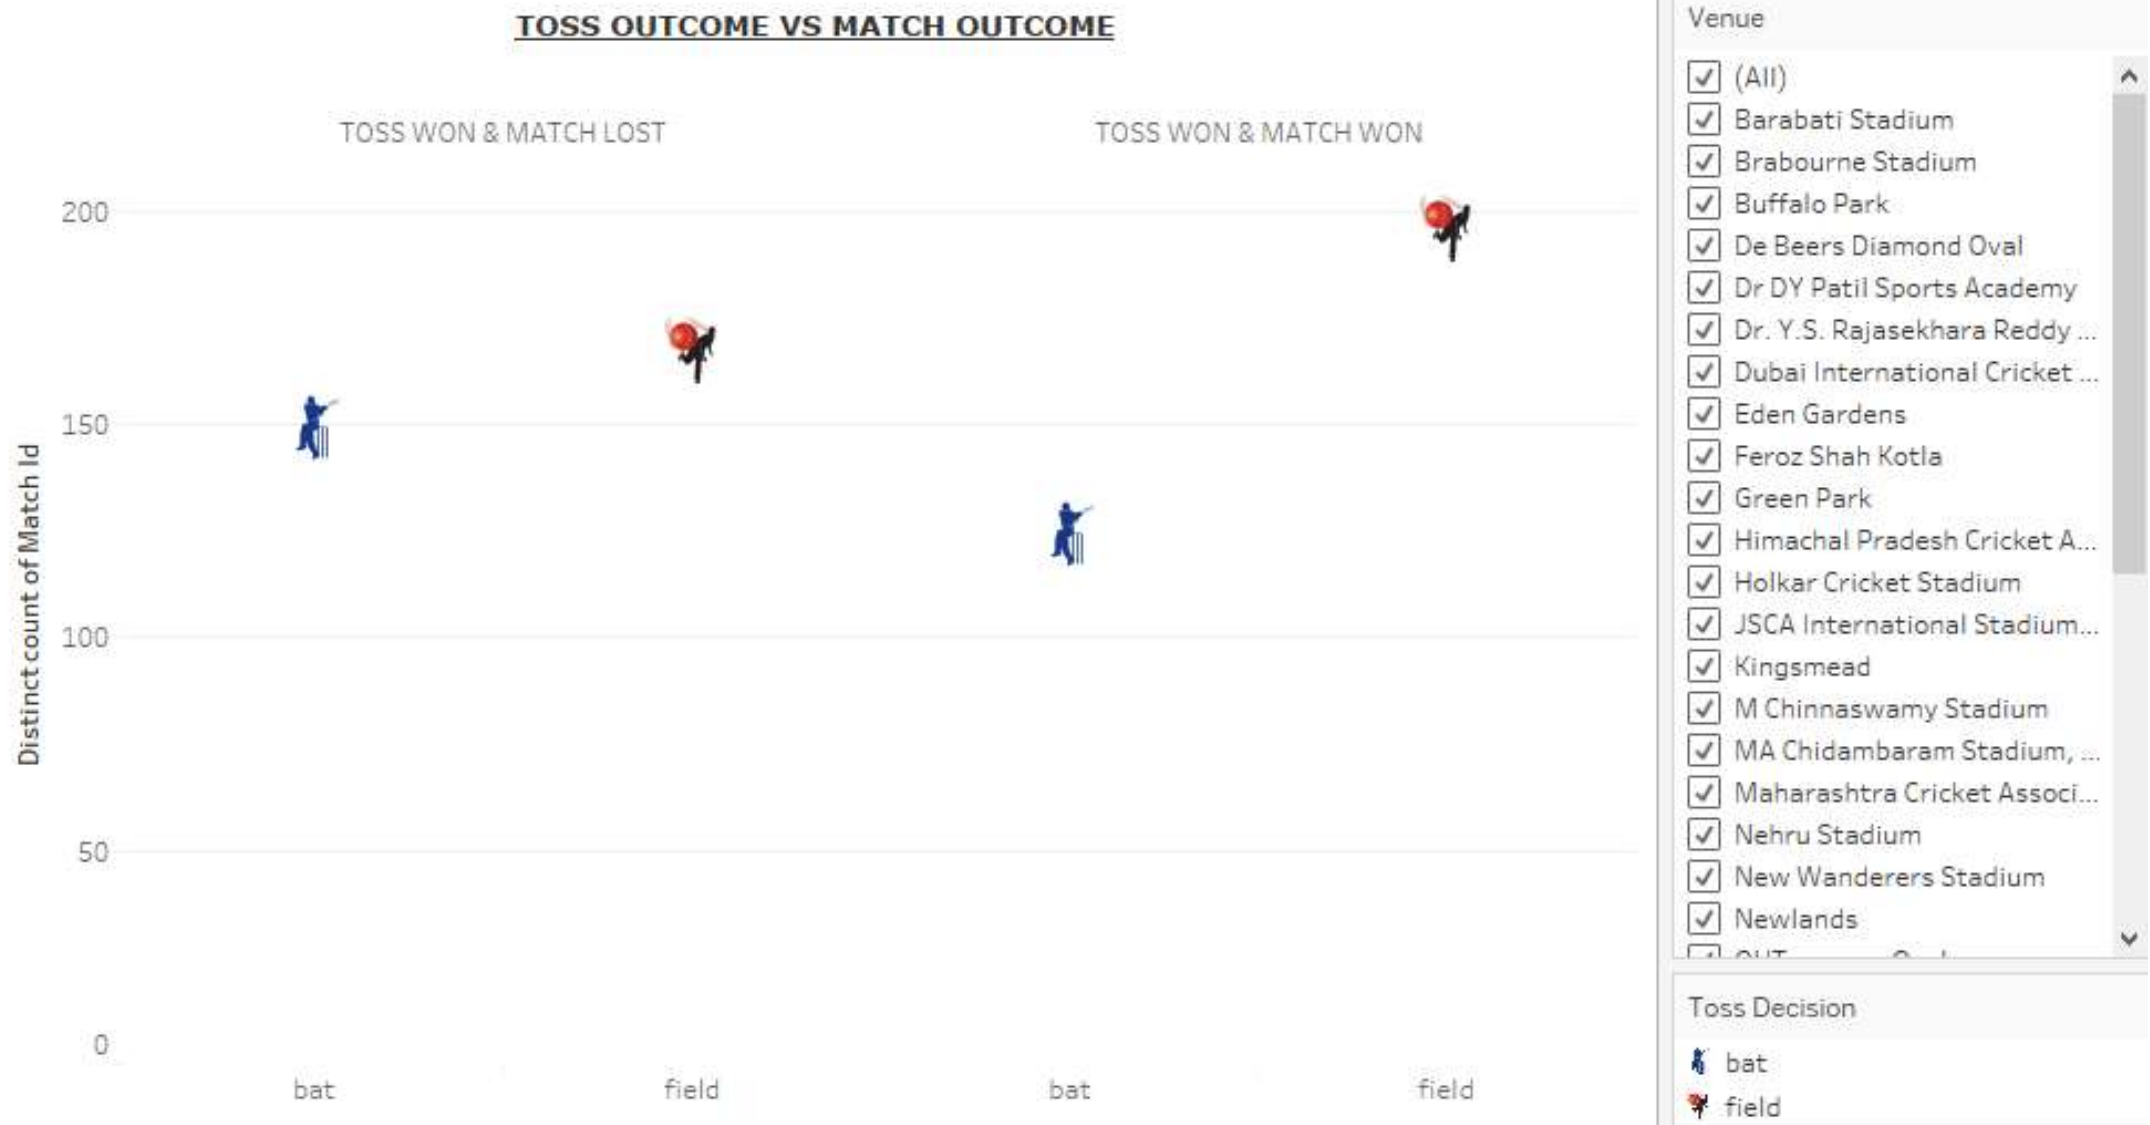 TOSS OUTCOME VS MATCH OUTCOME
TOSS WON & MATCH LOST
TOSS WON & MATCH WON
200
150
100
50
0
Distinct count of Match Id
bat
field
bat
field
Venue
(All)
Barabati Stadium
Brabourne Stadium
Buffalo Park
De Beers Diamond Oval
Dr DY Patil Sports Academy
Dr. Y.S. Rajasekhara Reddy ...
Dubai International Cricket ...
Eden Gardens
Feroz Shah Kotla
Green Park
Himachal Pradesh Cricket A...
Holkar Cricket Stadium
JSCA International Stadium...
Kingsmead
M Chinnaswamy Stadium
MA Chidambaram Stadium, ...
Maharashtra Cricket Associ...
Nehru Stadium
New Wanderers Stadium
Newlands
Toss Decision
bat
field